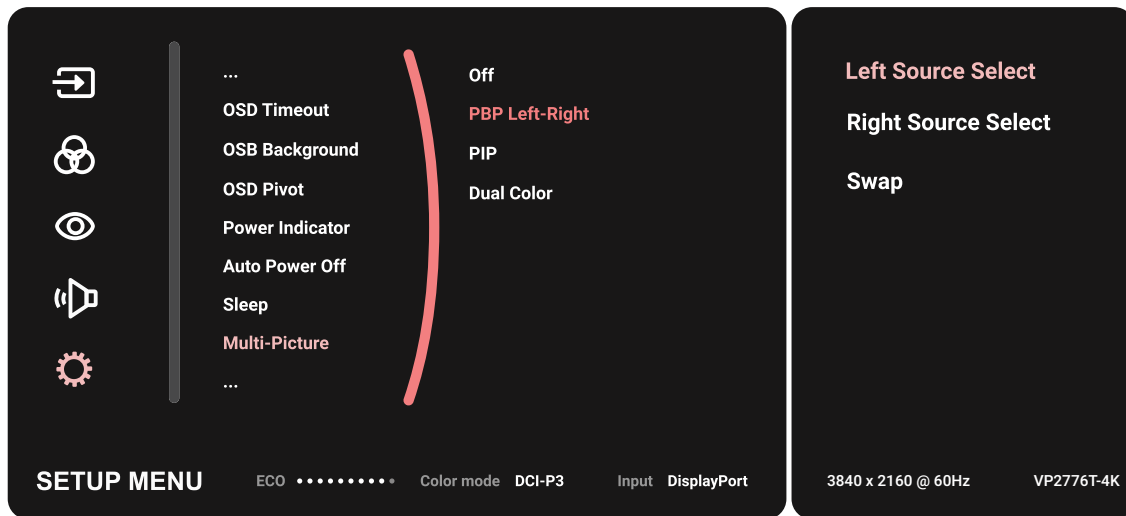 ...
OSD Timeout
OSB Background
OSD Pivot
Power Indicator
Auto Power Off
Sleep
Multi-Picture
...
Off
PBP Left-Right
PIP
Dual Color
Left Source Select
Right Source Select
Swap
SETUP MENU
ECO
Color mode DCI-P3
Input DisplayPort
3840 x 2160 @ 60Hz
VP2776T-4K